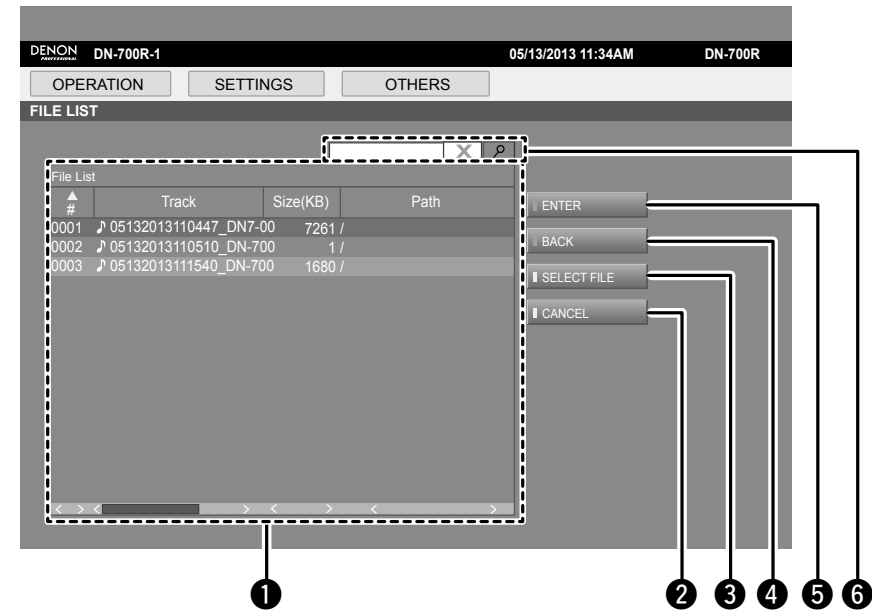 DENON PROFESSIONAL DN-700R-1 05/13/2013 11:34AM DN-700R
OPERATION SETTINGS OTHERS
FILE LIST
File List
# Track Size(KB) Path
0001 05132013110447_DN7-00 7261 /
0002 05132013110510_DN-700 1 /
0003 05132013111540_DN-700 1680 /
ENTER
BACK
SELECT FILE
CANCEL
1 2 3 4 5 6